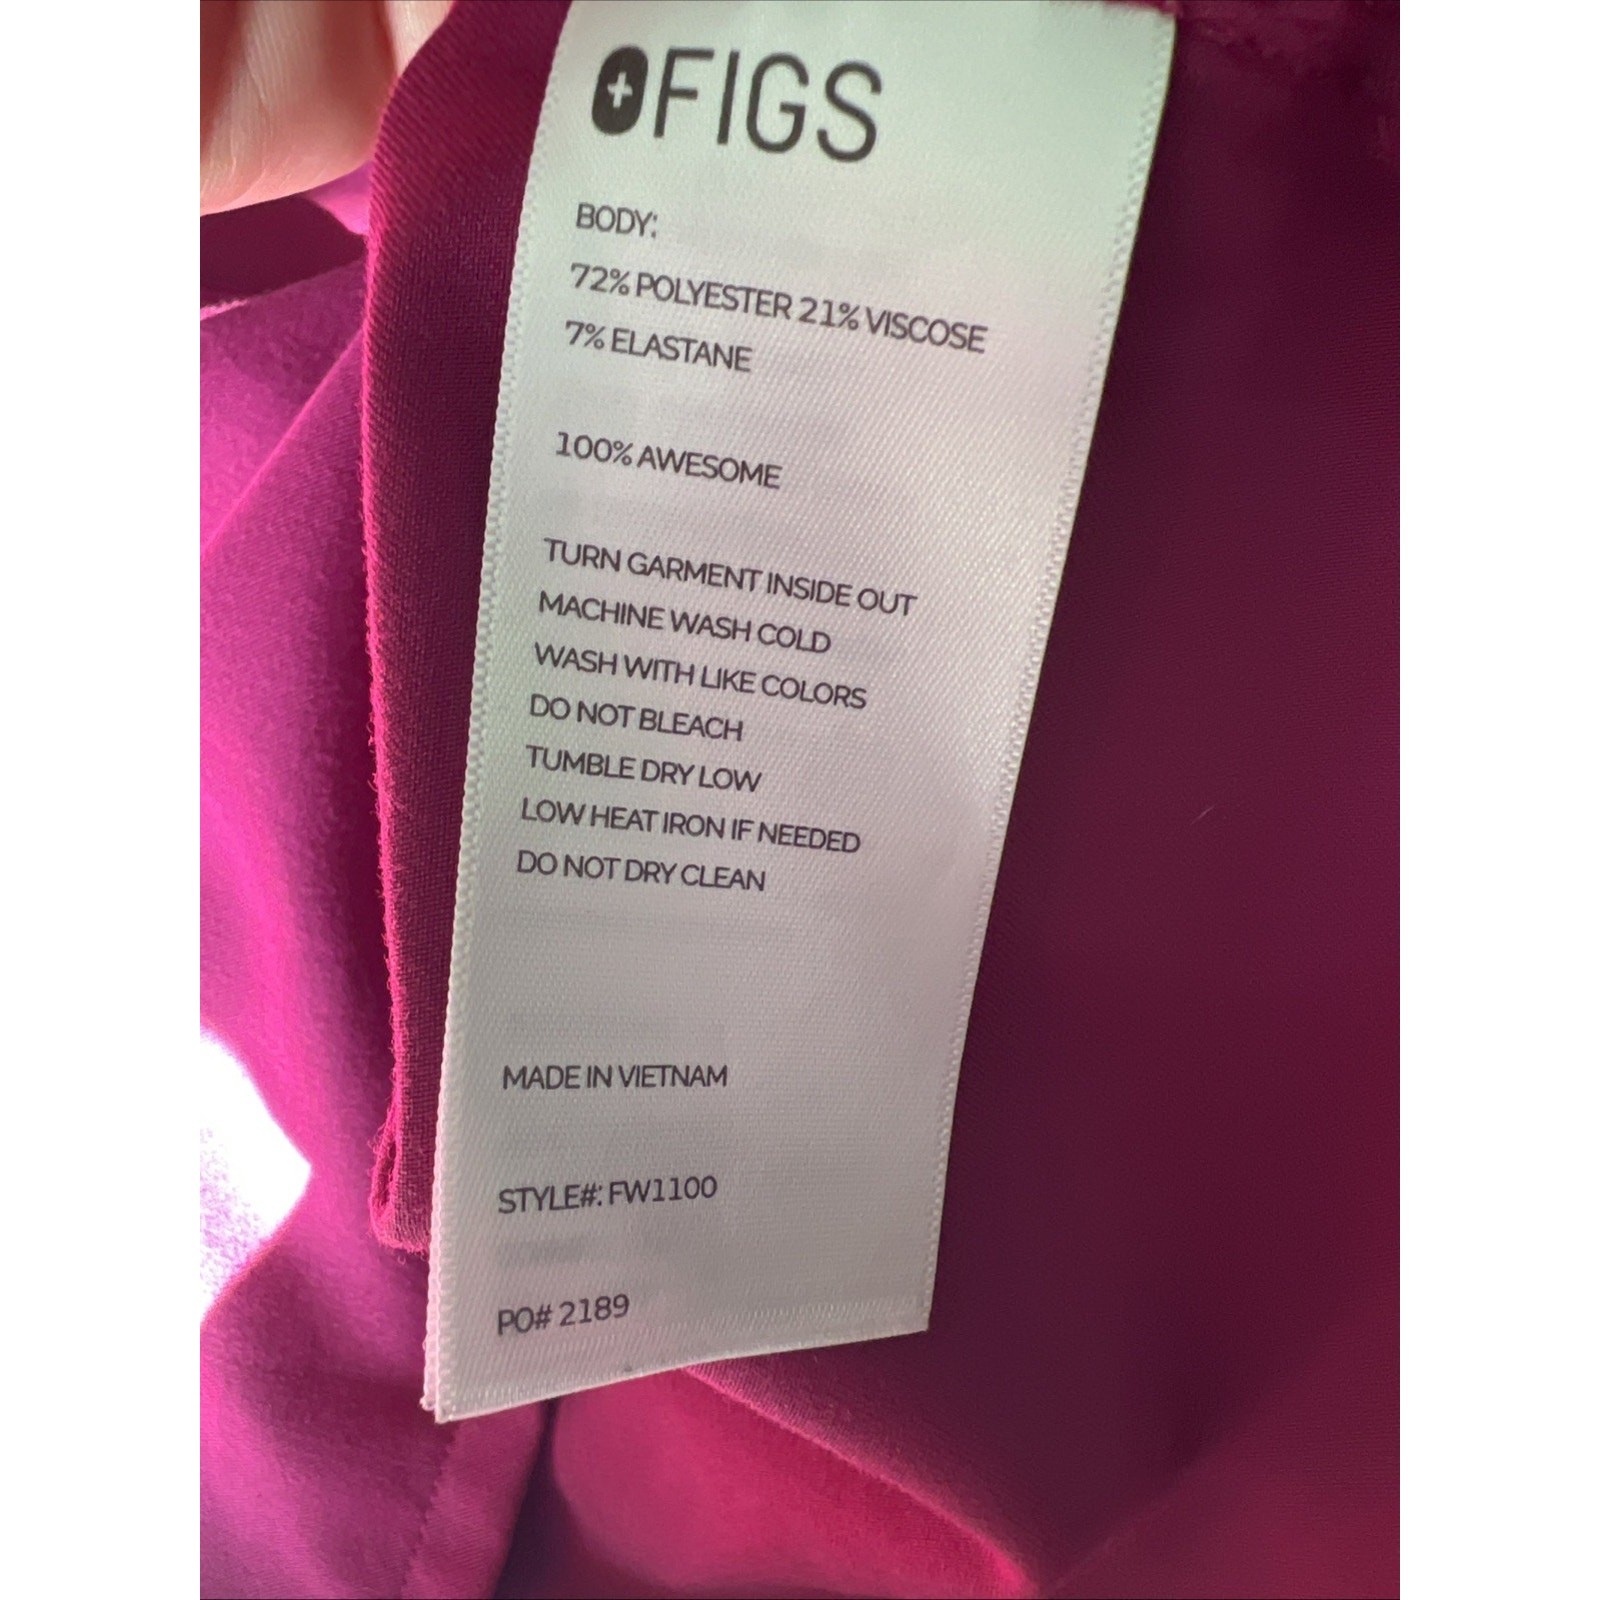 FIGS
BODY:
72% POLYESTER 21% VISCOSE
7% ELASTANE
100% AWESOME
TURN GARMENT INSIDE OUT
MACHINE WASH COLD
WASH WITH LIKE COLORS
DO NOT BLEACH
TUMBLE DRY LOW
LOW HEAT IRON IF NEEDED
DO NOT DRY CLEAN
MADE IN VIETNAM
STYLE#: FW1100
PO# 2189